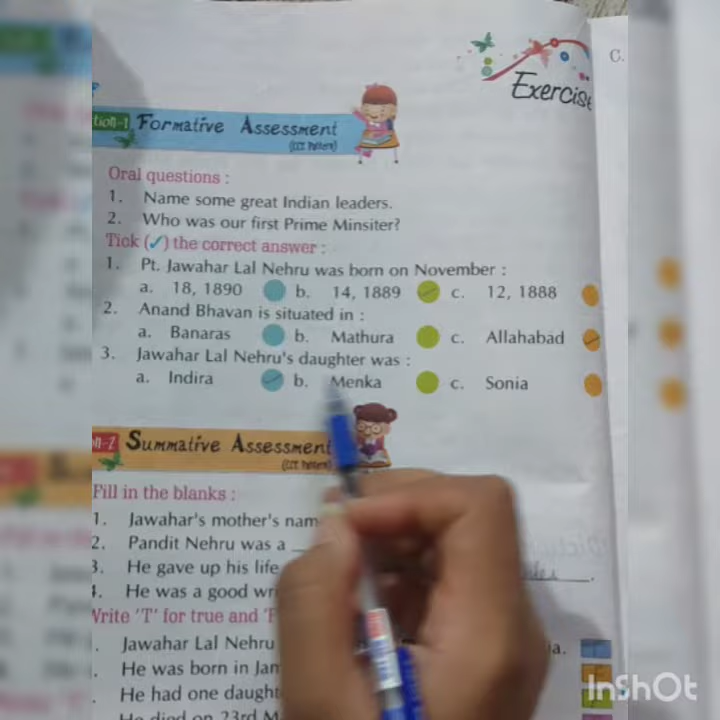 C.
Exercise
tion-1 Formative Assessment
(CCE Pattern)
Oral questions :
1. Name some great Indian leaders.
2. Who was our first Prime Minsiter?
Tick (✓) the correct answer :
1. Pt. Jawahar Lal Nehru was born on November :
a. 18, 1890 b. 14, 1889 ✓ c. 12, 1888
2. Anand Bhavan is situated in :
a. Banaras b. Mathura c. Allahabad ✓
3. Jawahar Lal Nehru's daughter was :
a. Indira ✓ b. Menka c. Sonia
n-2 Summative Assessment
(CCE Pattern)
Fill in the blanks :
1. Jawahar's mother's nam
2. Pandit Nehru was a
3. He gave up his life
4. He was a good wri
Write 'T' for true and 'F
. Jawahar Lal Nehru a.
. He was born in Jan
. He had one daught
He died on 23rd M
InShOt